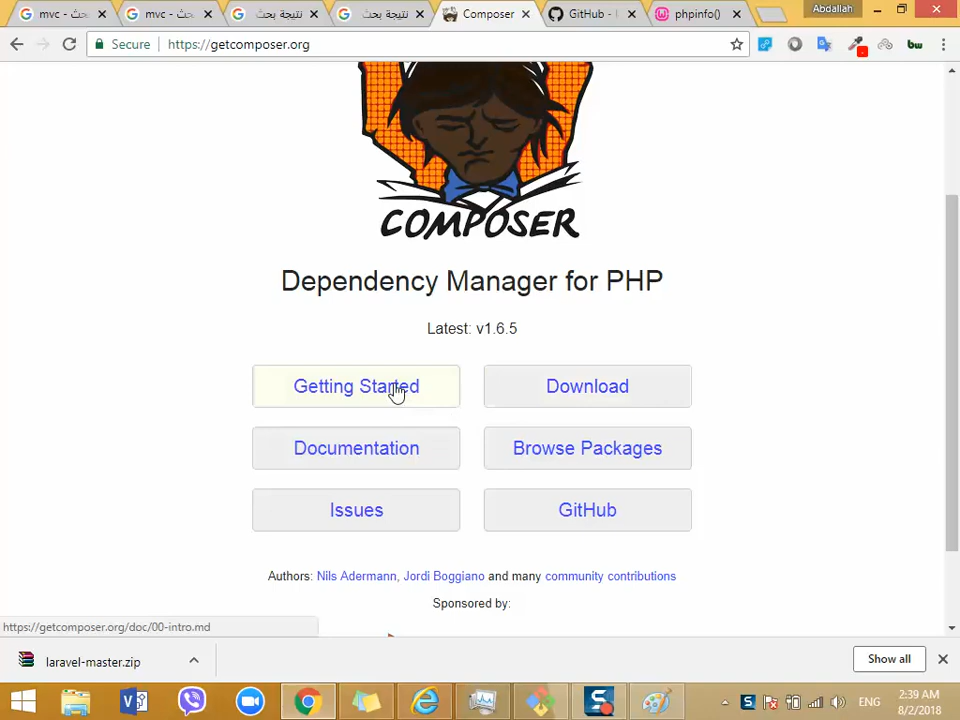 mvc - بحث
mvc - بحث
نتيجة بحث
نتيجة بحث
Composer
GitHub -
phpinfo()
Abdallah
Secure
https://getcomposer.org
bw
COMPOSER
Dependency Manager for PHP
Latest: v1.6.5
Getting Started
Download
Documentation
Browse Packages
Issues
GitHub
Authors: Nils Adermann, Jordi Boggiano and many community contributions
Sponsored by:
https://getcomposer.org/doc/00-intro.md
laravel-master.zip
Show all
ENG
2:39 AM
8/2/2018